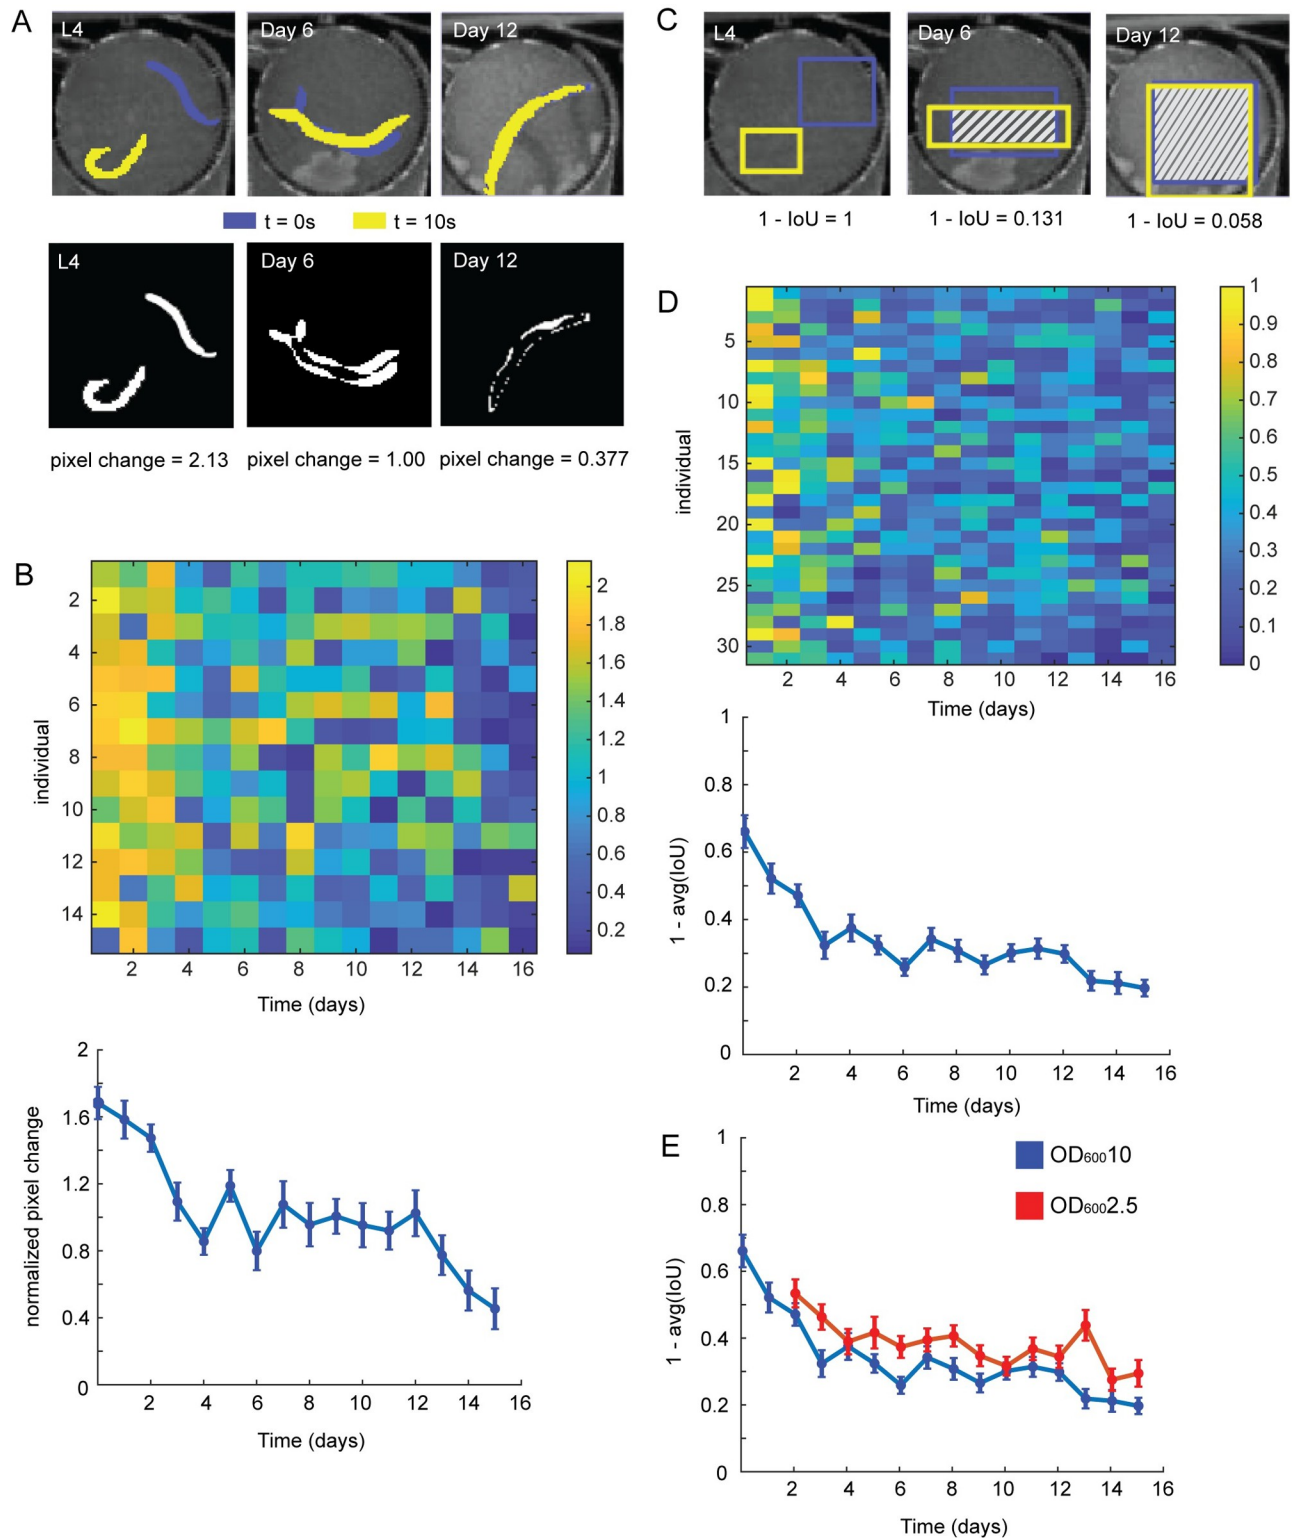 A
L4
Day 6
Day 12
t = 0s
t = 10s
L4
Day 6
Day 12
pixel change = 2.13
pixel change = 1.00
pixel change = 0.377
B
individual
2
4
6
8
10
12
14
2 4 6 8 10 12 14 16
Time (days)
2
1.8
1.6
1.4
1.2
1
0.8
0.6
0.4
0.2
normalized pixel change
2
1.6
1.2
0.8
0.4
0
2 4 6 8 10 12 14 16
Time (days)
C
L4
Day 6
Day 12
1 - IoU = 1
1 - IoU = 0.131
1 - IoU = 0.058
D
individual
5
10
15
20
25
30
2 4 6 8 10 12 14 16
Time (days)
1
0.9
0.8
0.7
0.6
0.5
0.4
0.3
0.2
0.1
0
1 - avg(IoU)
1
0.8
0.6
0.4
0.2
0
2 4 6 8 10 12 14 16
Time (days)
E
OD₆₀₀10
OD₆₀₀2.5
1 - avg(IoU)
1
0.8
0.6
0.4
0.2
0
2 4 6 8 10 12 14 16
Time (days)